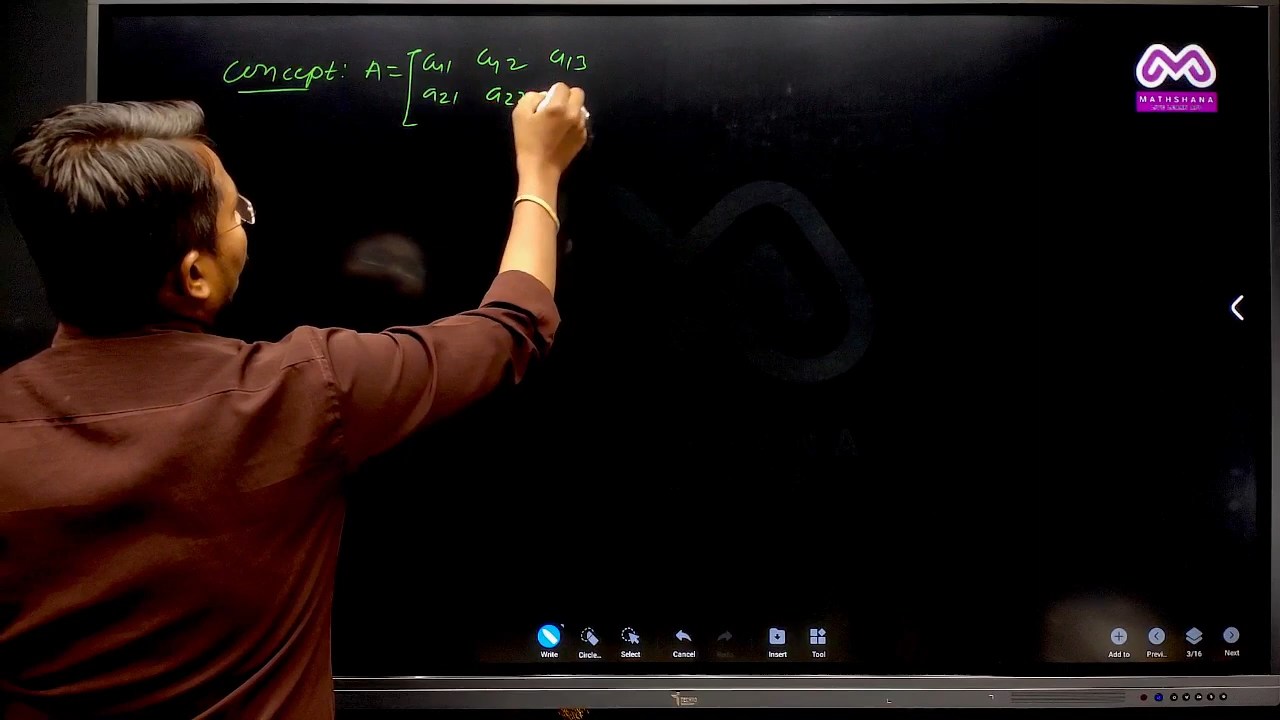 Concept: A = [ a11 a12 a13
a21 a22
MATHSHANA
Write
Circle..
Select
Cancel
Insert
Tool
Add to
Previ..
3/16
Next